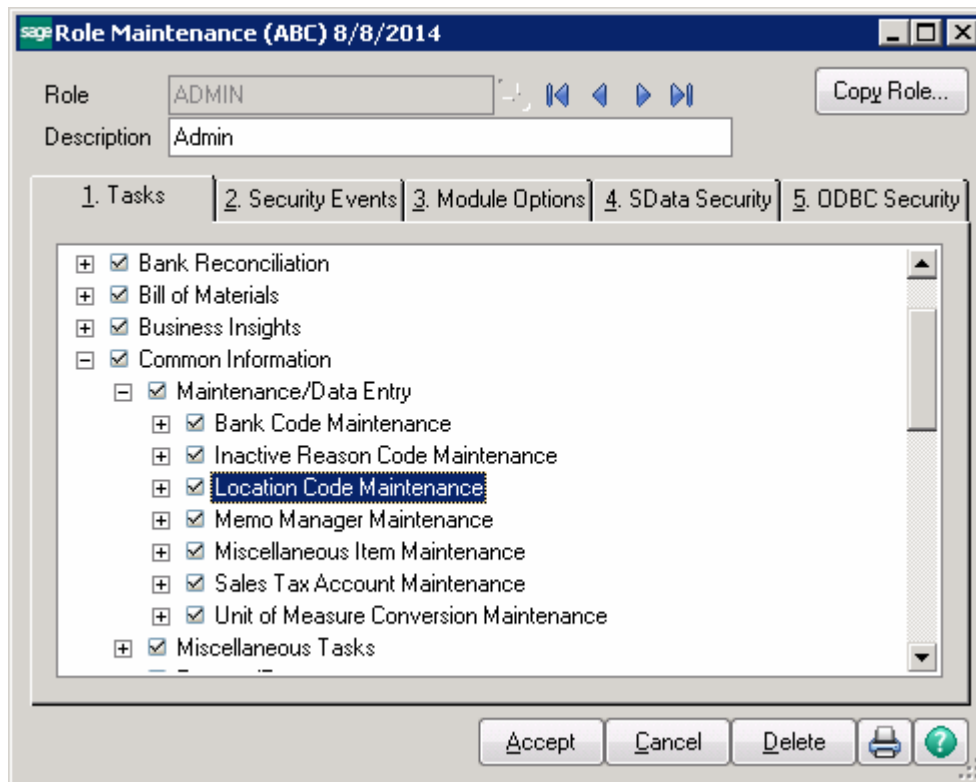 sage Role Maintenance (ABC) 8/8/2014
Role ADMIN Copy Role...
Description Admin
1. Tasks 2. Security Events 3. Module Options 4. SData Security 5. ODBC Security
Bank Reconciliation
Bill of Materials
Business Insights
Common Information
Maintenance/Data Entry
Bank Code Maintenance
Inactive Reason Code Maintenance
Location Code Maintenance
Memo Manager Maintenance
Miscellaneous Item Maintenance
Sales Tax Account Maintenance
Unit of Measure Conversion Maintenance
Miscellaneous Tasks
Accept Cancel Delete